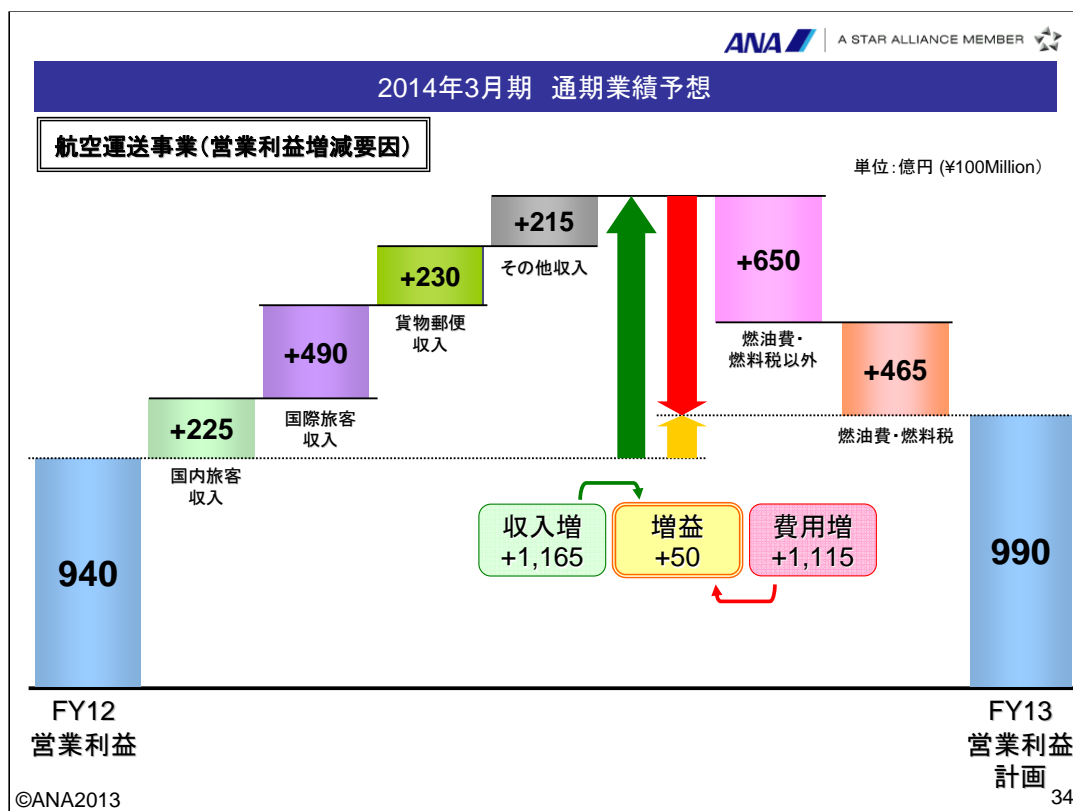 ANA
A STAR ALLIANCE MEMBER
2014年3月期 通期業績予想
航空運送事業(営業利益増減要因)
単位:億円 (¥100Million)
+215
その他収入
+230
貨物郵便
収入
+490
国際旅客
収入
+225
国内旅客
収入
+650
燃油費・
燃料税以外
+465
燃油費・燃料税
収入増
+1,165
増益
+50
費用増
+1,115
940
990
FY12
営業利益
FY13
営業利益
計画
©ANA2013
34